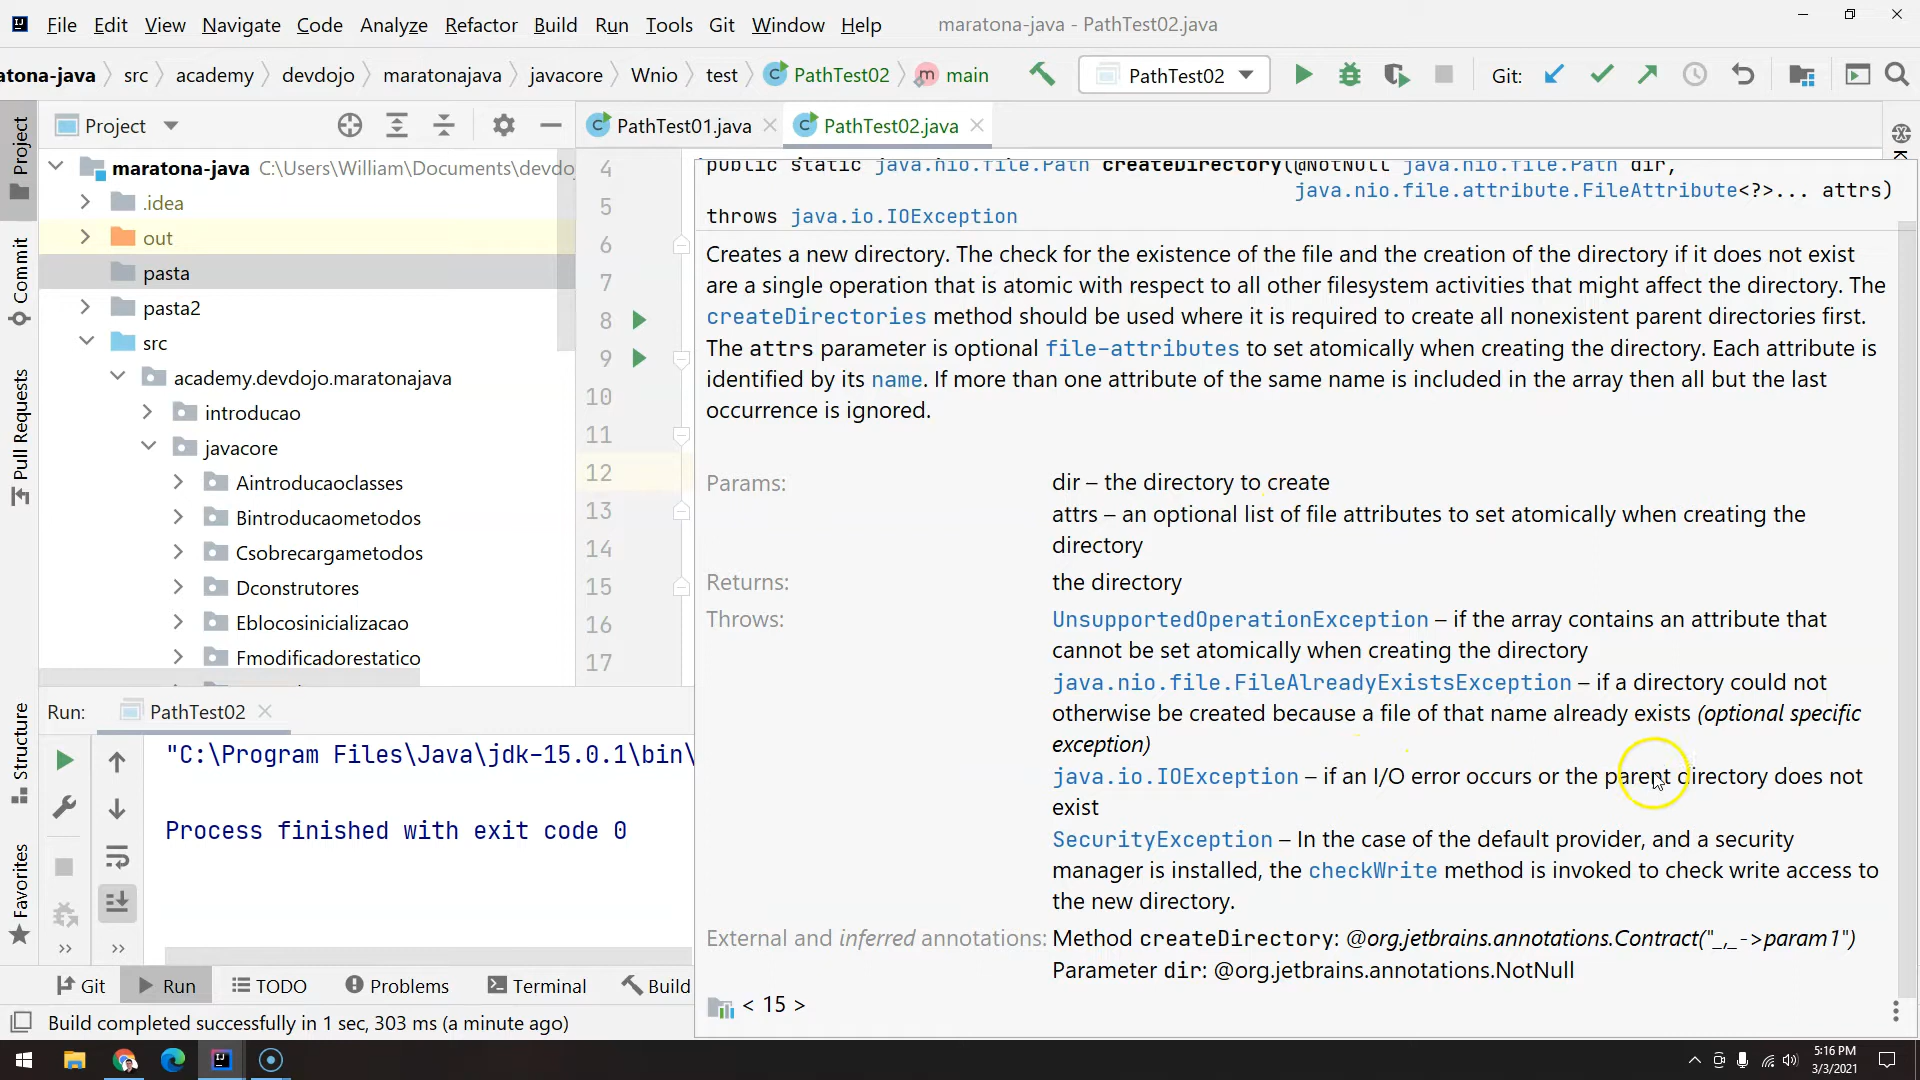 File Edit View Navigate Code Analyze Refactor Build Run Tools Git Window Help maratona-java - PathTest02.java
atona-java src academy devdojo maratonajava javacore Wnio test PathTest02 m main PathTest02 Git:
Project PathTest01.java PathTest02.java
maratona-java C:\Users\William\Documents\devdo
.idea
out
pasta
pasta2
src
academy.devdojo.maratonajava
introducao
javacore
Aintroducaoclasses
Bintroducaometodos
Csobrecargametodos
Dconstrutores
Eblocosinicializacao
Fmodificadorestatico
Project
Commit
Pull Requests
Structure
Favorites
4
5
6
7
8
9
10
11
12
13
14
15
16
17
public static java.nio.file.Path createDirectory(@NotNull java.nio.file.Path dir,
java.nio.file.attribute.FileAttribute<?>... attrs)
throws java.io.IOException
Creates a new directory. The check for the existence of the file and the creation of the directory if it does not exist
are a single operation that is atomic with respect to all other filesystem activities that might affect the directory. The
createDirectories method should be used where it is required to create all nonexistent parent directories first.
The attrs parameter is optional file-attributes to set atomically when creating the directory. Each attribute is
identified by its name. If more than one attribute of the same name is included in the array then all but the last
occurrence is ignored.
Params: dir – the directory to create
attrs – an optional list of file attributes to set atomically when creating the
directory
Returns: the directory
Throws: UnsupportedOperationException – if the array contains an attribute that
cannot be set atomically when creating the directory
java.nio.file.FileAlreadyExistsException – if a directory could not
otherwise be created because a file of that name already exists (optional specific
exception)
java.io.IOException – if an I/O error occurs or the parent directory does not
exist
SecurityException – In the case of the default provider, and a security
manager is installed, the checkWrite method is invoked to check write access to
the new directory.
External and inferred annotations: Method createDirectory: @org.jetbrains.annotations.Contract("_,_->param1")
Parameter dir: @org.jetbrains.annotations.NotNull
< 15 >
Run: PathTest02
"C:\Program Files\Java\jdk-15.0.1\bin\
Process finished with exit code 0
Git Run TODO Problems Terminal Build
Build completed successfully in 1 sec, 303 ms (a minute ago)
5:16 PM
3/3/2021